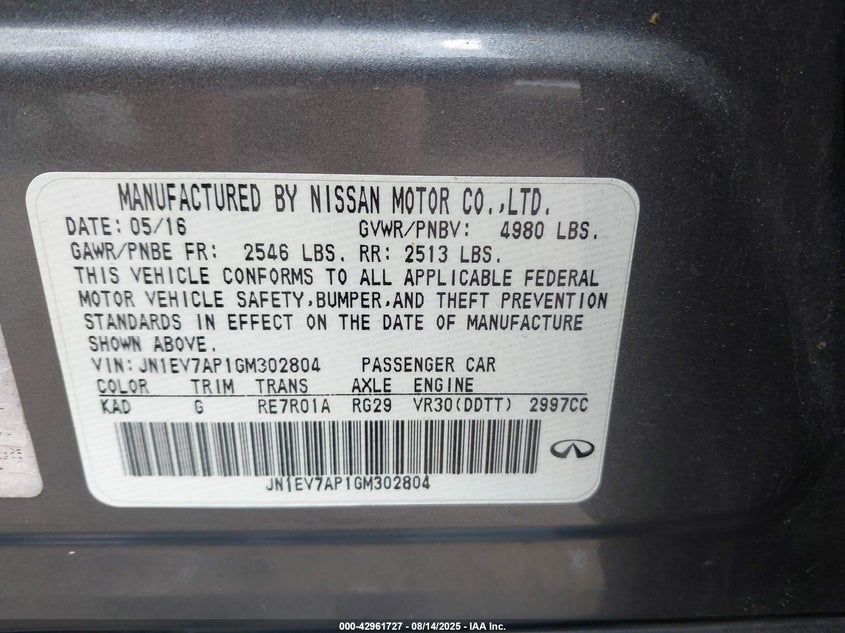 MANUFACTURED BY NISSAN MOTOR CO.,LTD.
DATE: 05/16 GVWR/PNBV: 4980 LBS.
GAWR/PNBE FR: 2546 LBS. RR: 2513 LBS.
THIS VEHICLE CONFORMS TO ALL APPLICABLE FEDERAL
MOTOR VEHICLE SAFETY,BUMPER,AND THEFT PREVENTION
STANDARDS IN EFFECT ON THE DATE OF MANUFACTURE
SHOWN ABOVE.
VIN: JN1EV7AP1GM302804 PASSENGER CAR
COLOR TRIM TRANS AXLE ENGINE
KAD G RE7R01A RG29 VR30(DDTT) 2997CC
JN1EV7AP1GM302804
000-42961727 - 08/14/2025 - IAA Inc.